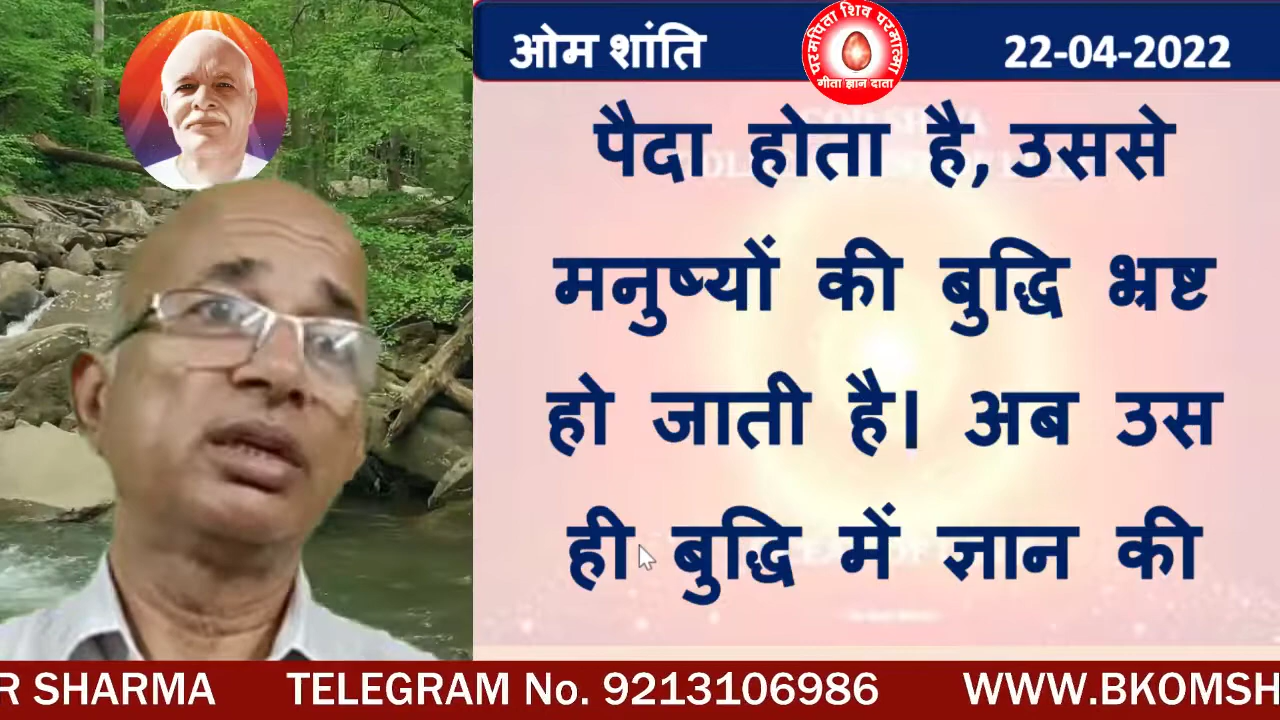 ओम शांति
परमपिता शिव परमात्मा
गीता ज्ञान दाता
22-04-2022
पैदा होता है, उससे
मनुष्यों की बुद्धि भ्रष्ट
हो जाती है। अब उस
ही बुद्धि में ज्ञान की
R SHARMA TELEGRAM No. 9213106986 WWW.BKOMSH